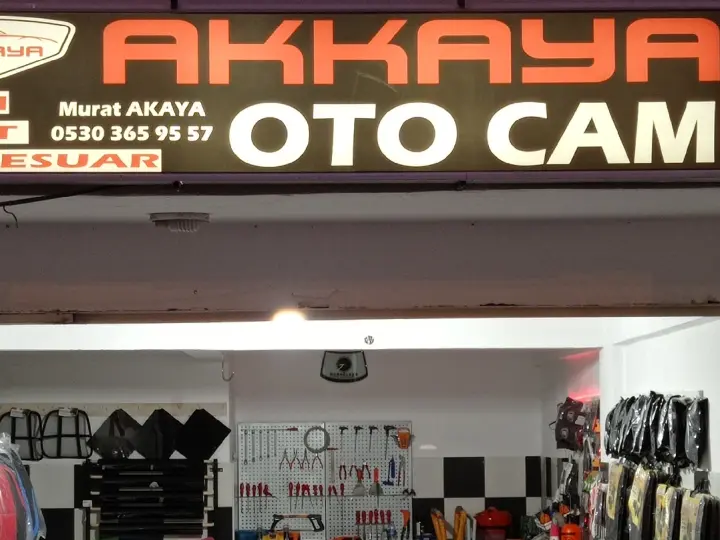 AKKAYA
Murat AKAYA
0530 365 95 57
OTO CAM
ESUAR